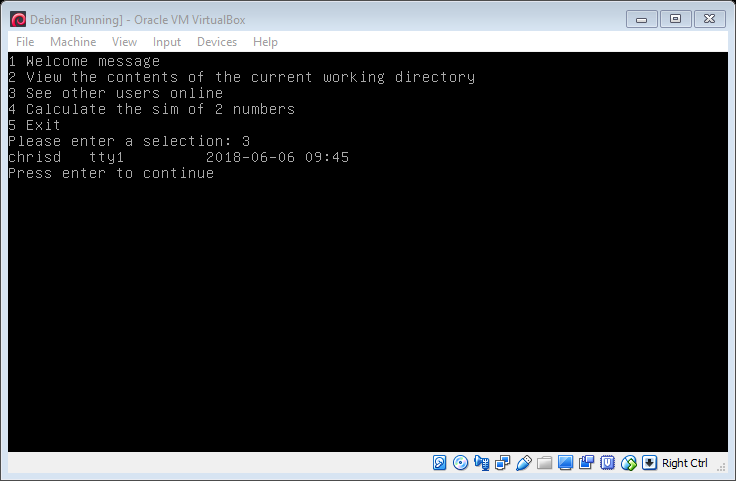 Debian [Running] - Oracle VM VirtualBox
File Machine View Input Devices Help
1 Welcome message
2 View the contents of the current working directory
3 See other users online
4 Calculate the sim of 2 numbers
5 Exit
Please enter a selection: 3
chrisd tty1 2018-06-06 09:45
Press enter to continue
Right Ctrl